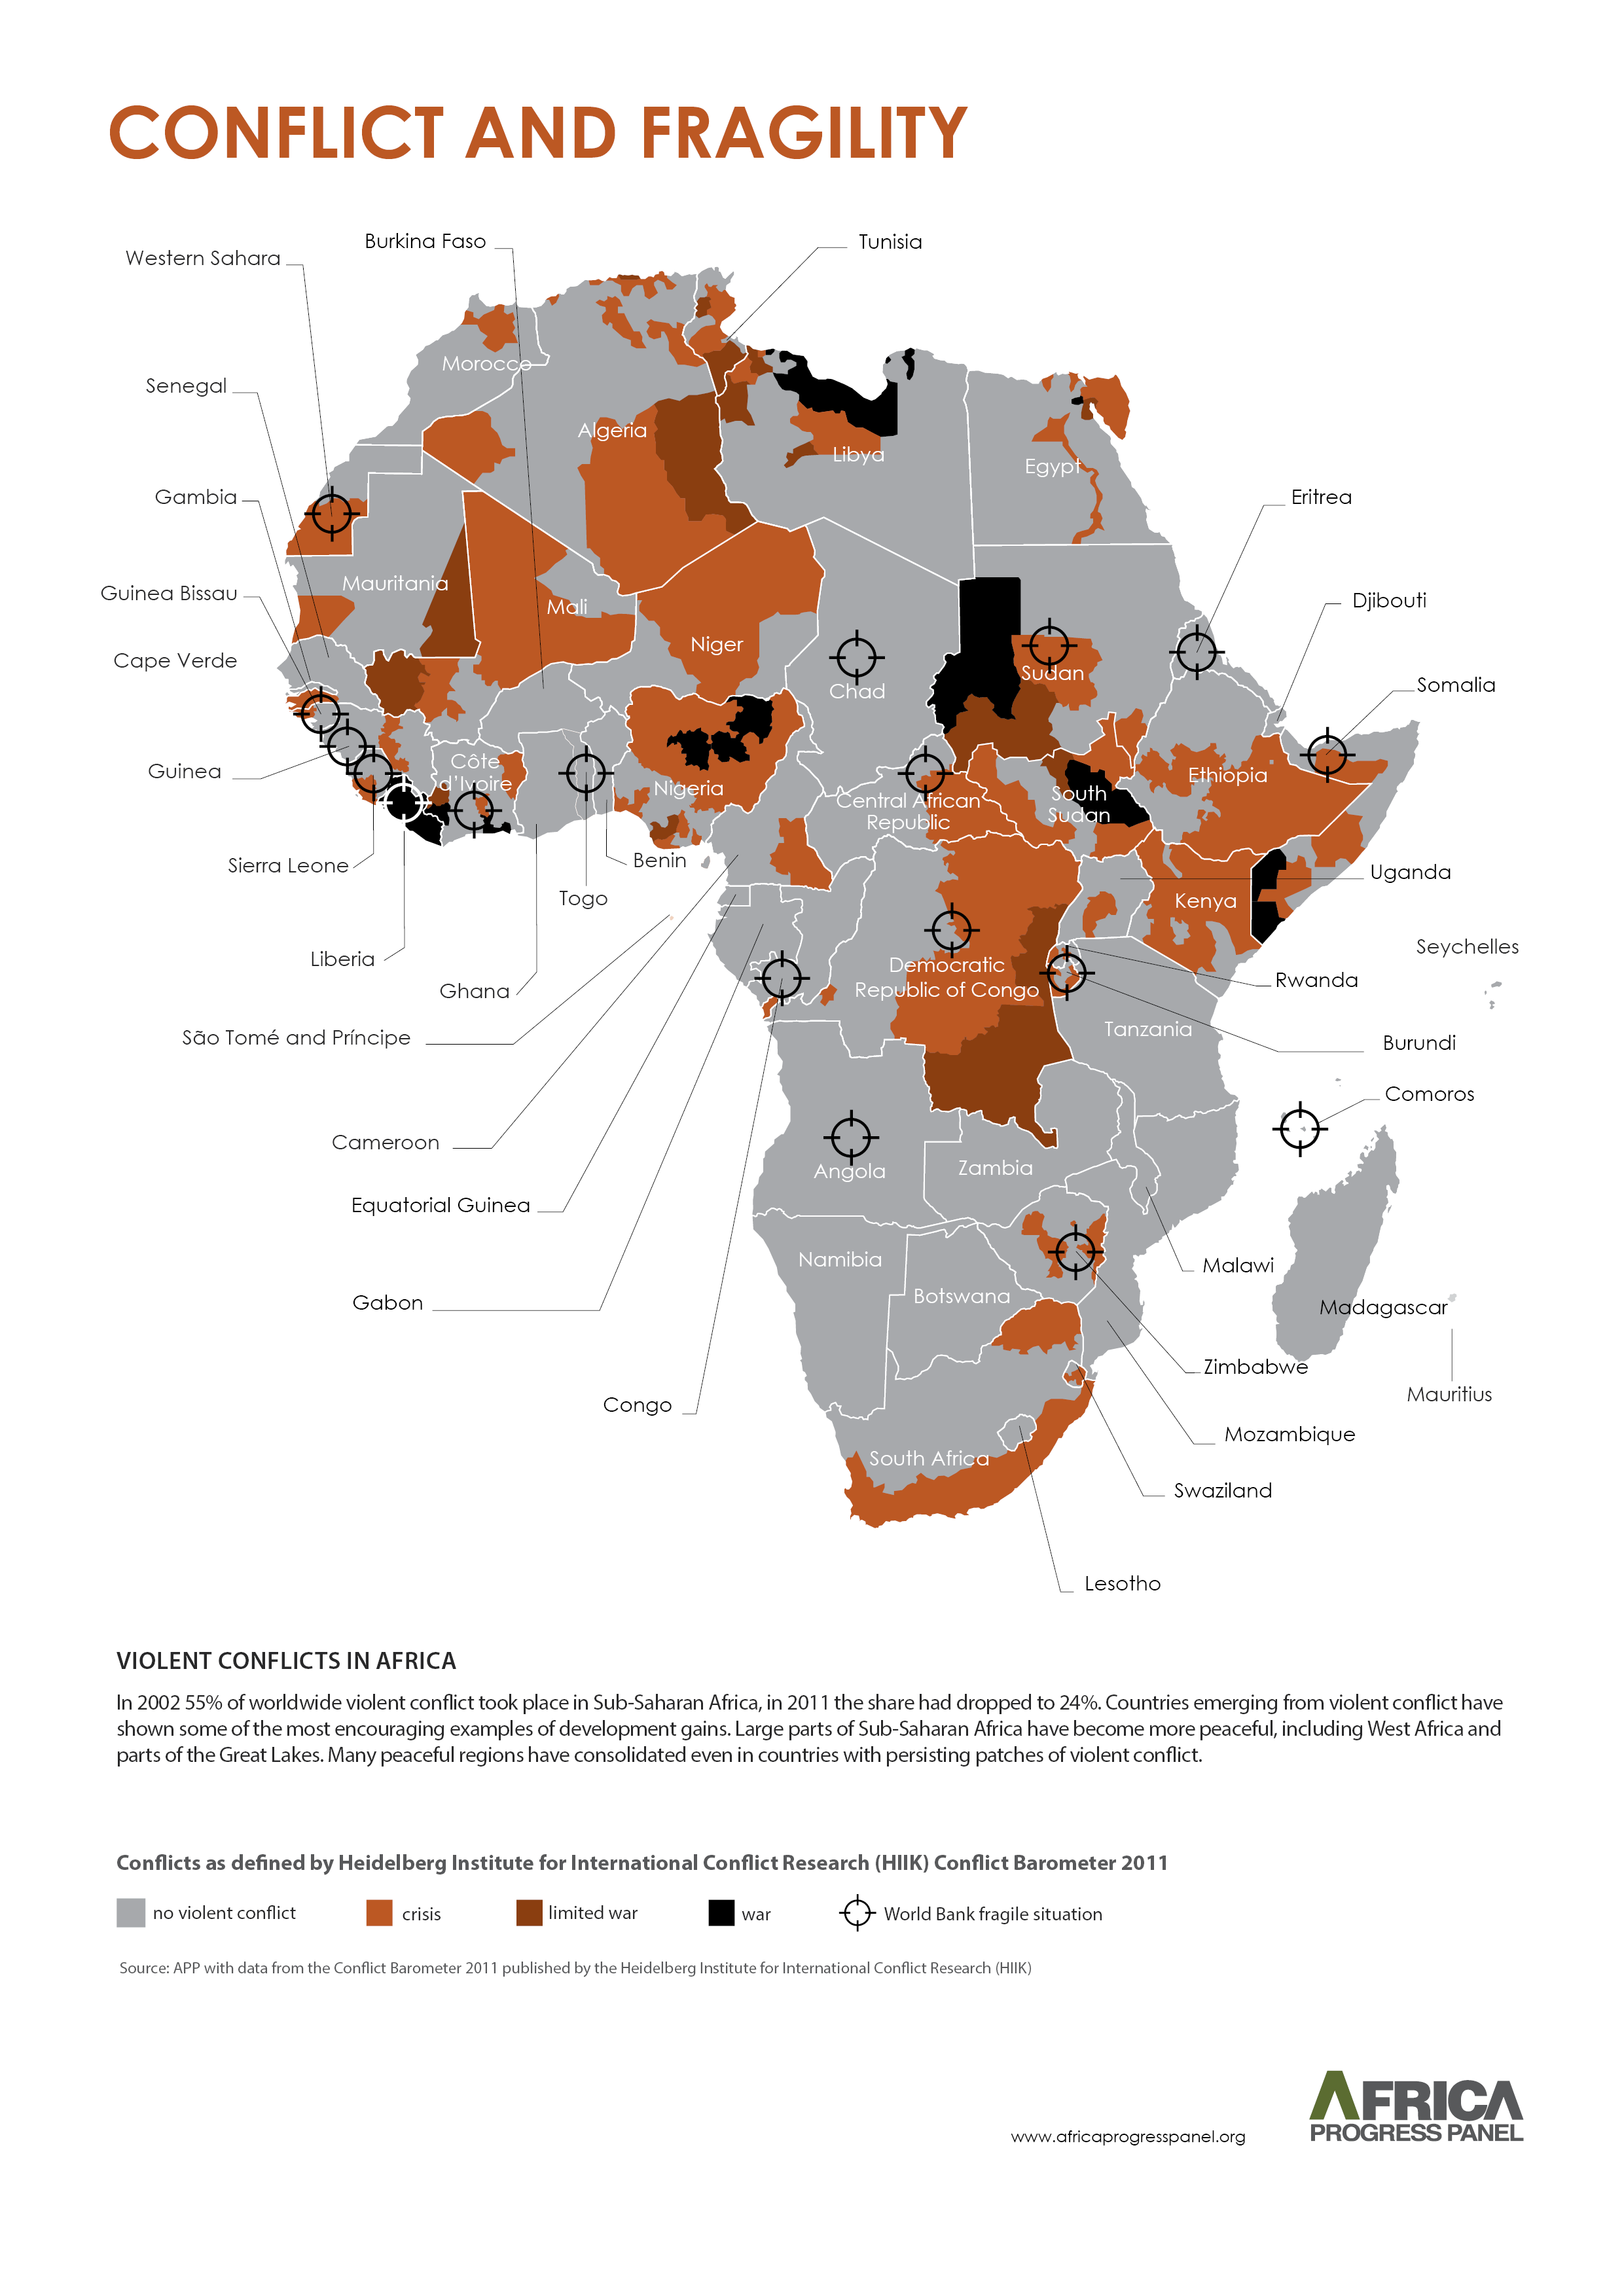 CONFLICT AND FRAGILITY
Burkina Faso
Tunisia
Western Sahara
Morocco
Senegal
Algeria
Libya
Egypt
Gambia
Eritrea
Guinea Bissau
Mauritania
Mali
Djibouti
Niger
Cape Verde
Chad
Sudan
Somalia
Guinea
Côte
d'Ivoire
Nigeria
Ethiopia
Central African
Republic
South
Sudan
Sierra Leone
Benin
Uganda
Togo
Kenya
Liberia
Seychelles
Ghana
Democratic
Republic of Congo
Rwanda
São Tomé and Príncipe
Tanzania
Burundi
Comoros
Cameroon
Angola
Zambia
Equatorial Guinea
Namibia
Malawi
Gabon
Botswana
Madagascar
Zimbabwe
Mauritius
Congo
Mozambique
South Africa
Swaziland
Lesotho
VIOLENT CONFLICTS IN AFRICA
In 2002 55% of worldwide violent conflict took place in Sub-Saharan Africa, in 2011 the share had dropped to 24%. Countries emerging from violent conflict have
shown some of the most encouraging examples of development gains. Large parts of Sub-Saharan Africa have become more peaceful, including West Africa and
parts of the Great Lakes. Many peaceful regions have consolidated even in countries with persisting patches of violent conflict.
Conflicts as defined by Heidelberg Institute for International Conflict Research (HIIK) Conflict Barometer 2011
no violent conflict
crisis
limited war
war
World Bank fragile situation
Source: APP with data from the Conflict Barometer 2011 published by the Heidelberg Institute for International Conflict Research (HIIK)
www.africaprogresspanel.org
AFRICA
PROGRESS PANEL